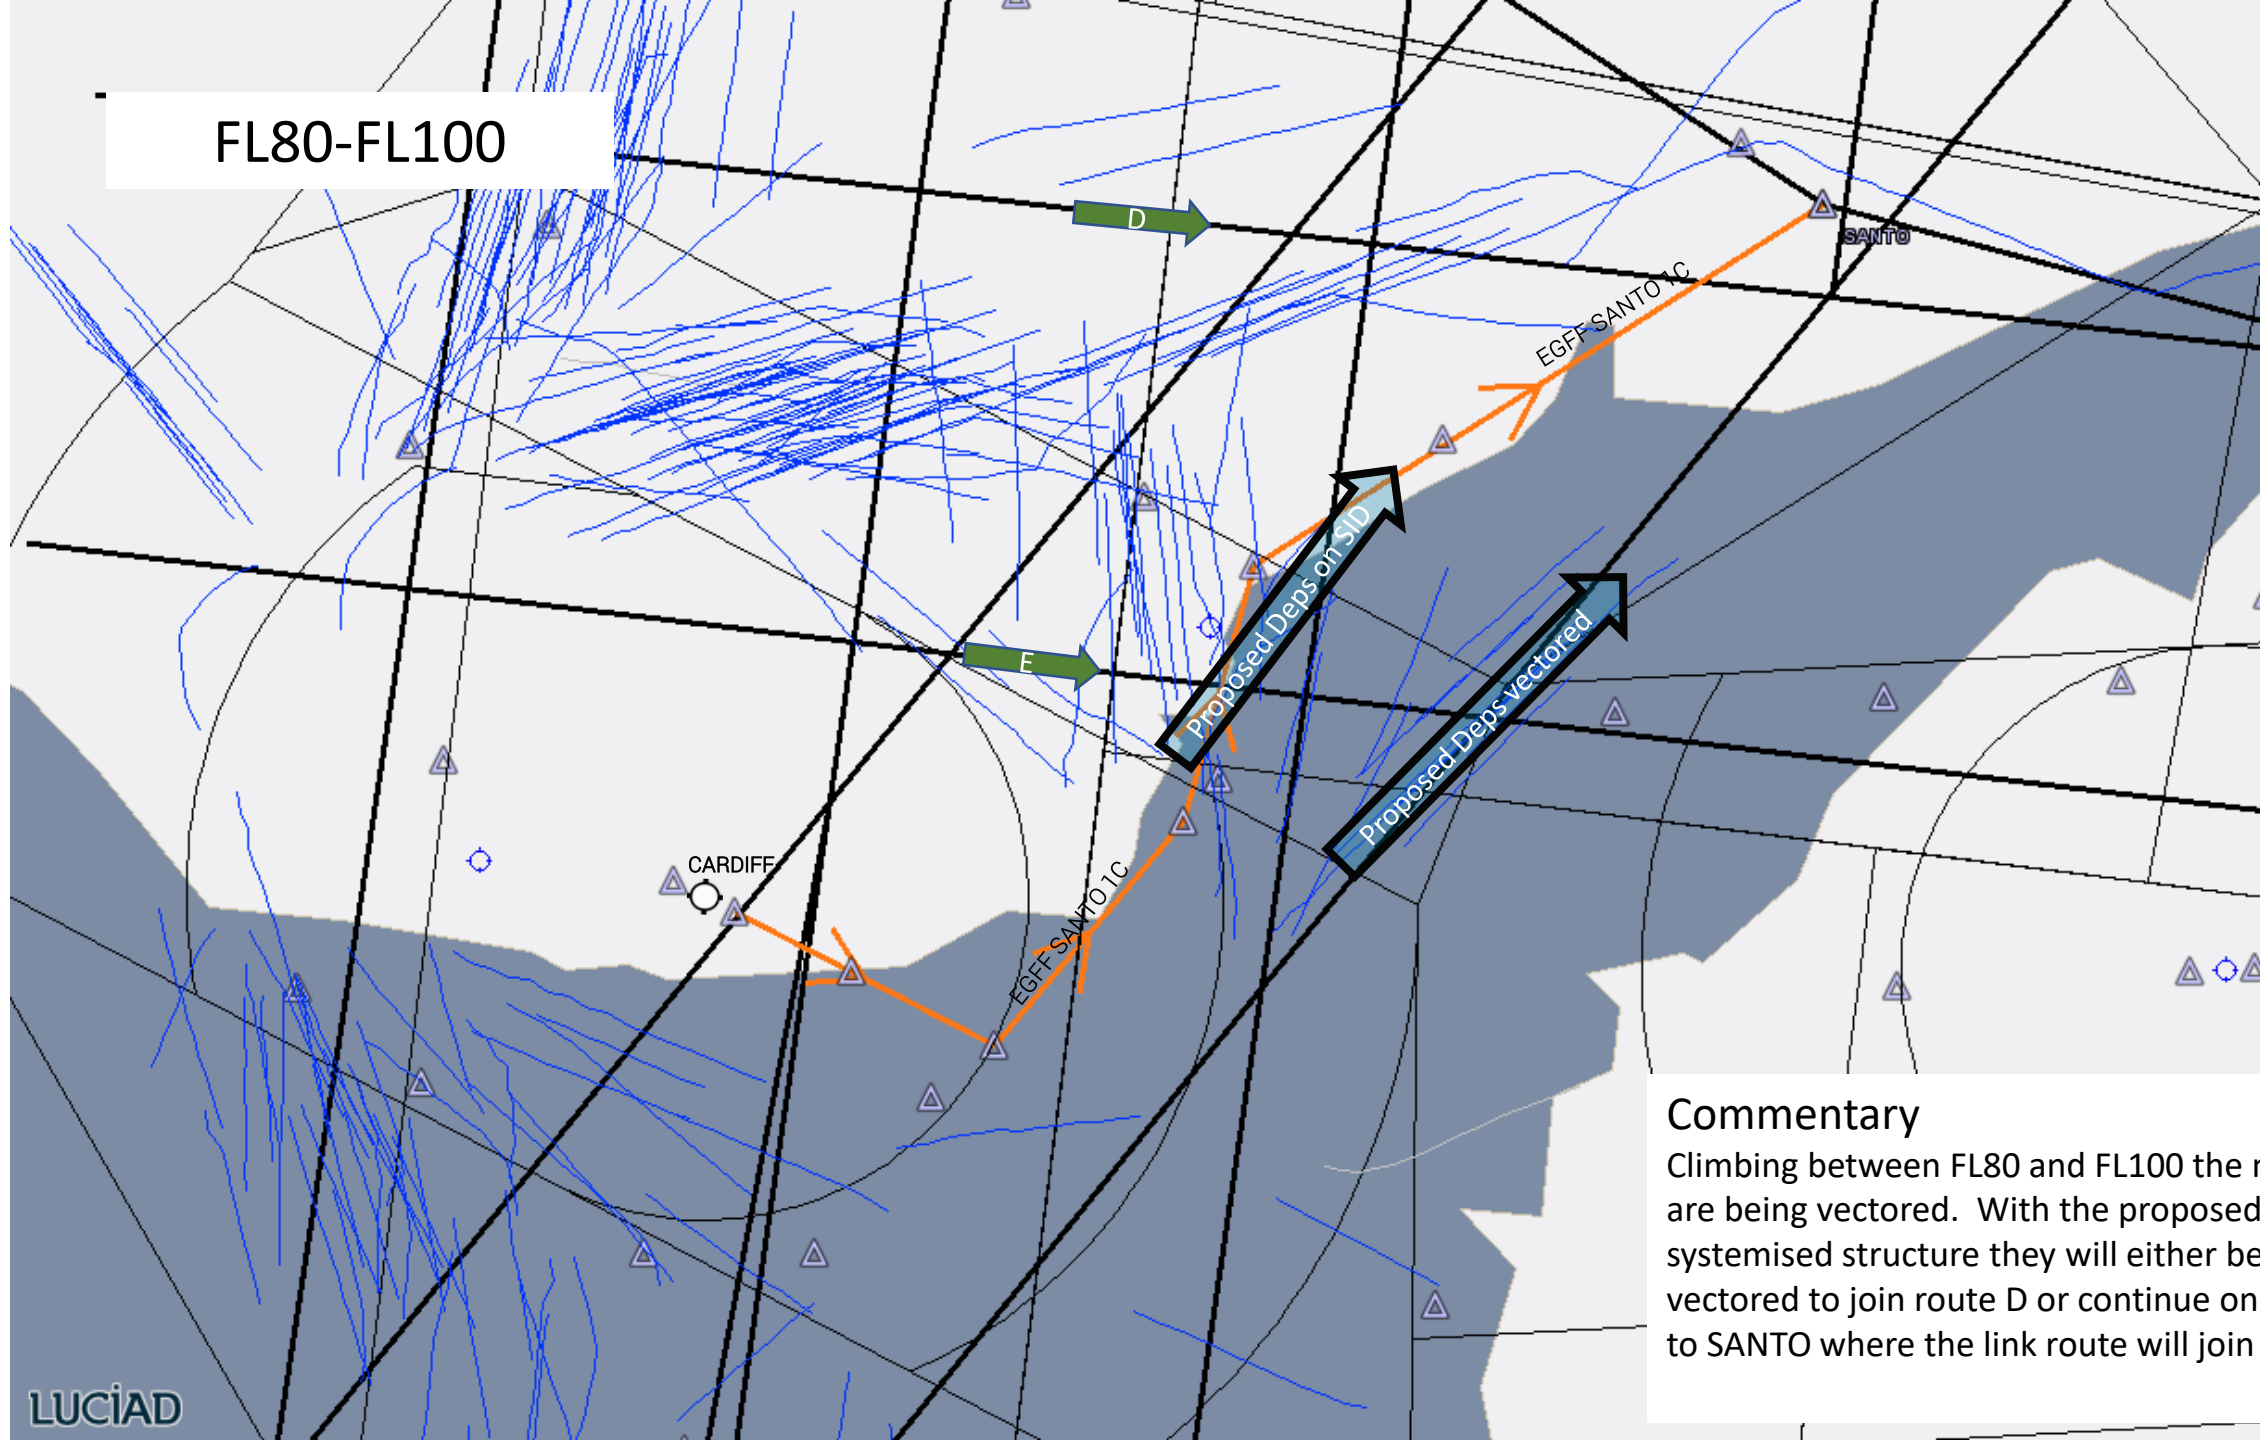 FL80-FL100
D
SANTO
EGFF SANTO 1C
Proposed Deps on SID
Proposed Deps vectored
E
CARDIFF
EGFF SANTO 1C
Commentary
Climbing between FL80 and FL100 the
are being vectored. With the proposed
systemised structure they will either be
vectored to join route D or continue on
to SANTO where the link route will join
LUCIAD